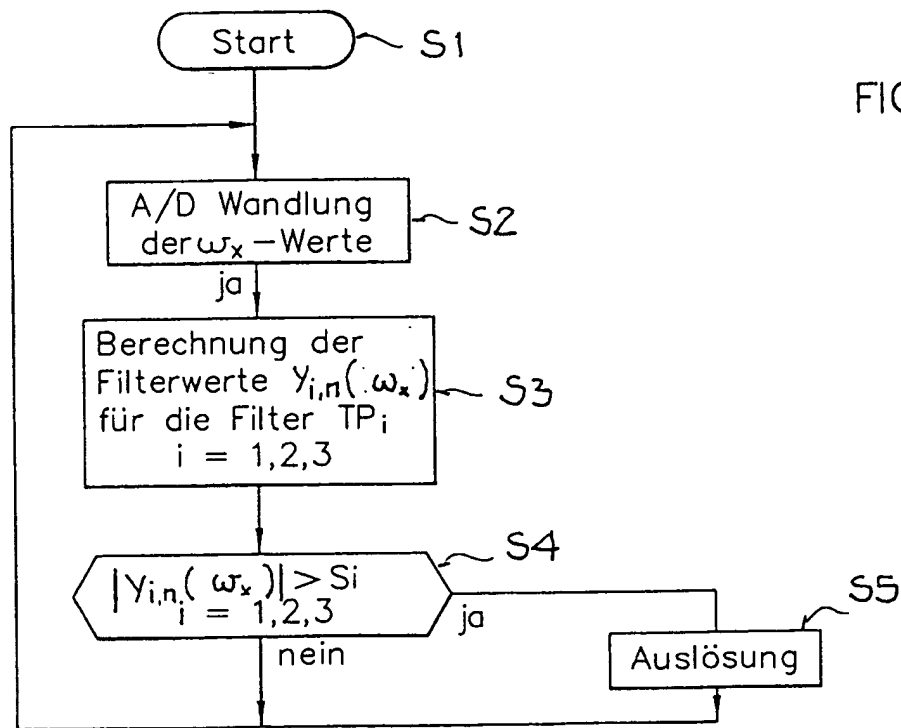 Start
S1
FIG
A/D Wandlung
der ωₓ-Werte
S2
ja
Berechnung der
Filterwerte Yᵢ,ₙ(ωₓ)
für die Filter TPᵢ
i = 1,2,3
S3
|Yᵢ,ₙ(ωₓ)| > Si
i = 1,2,3
S4
ja
nein
Auslösung
S5